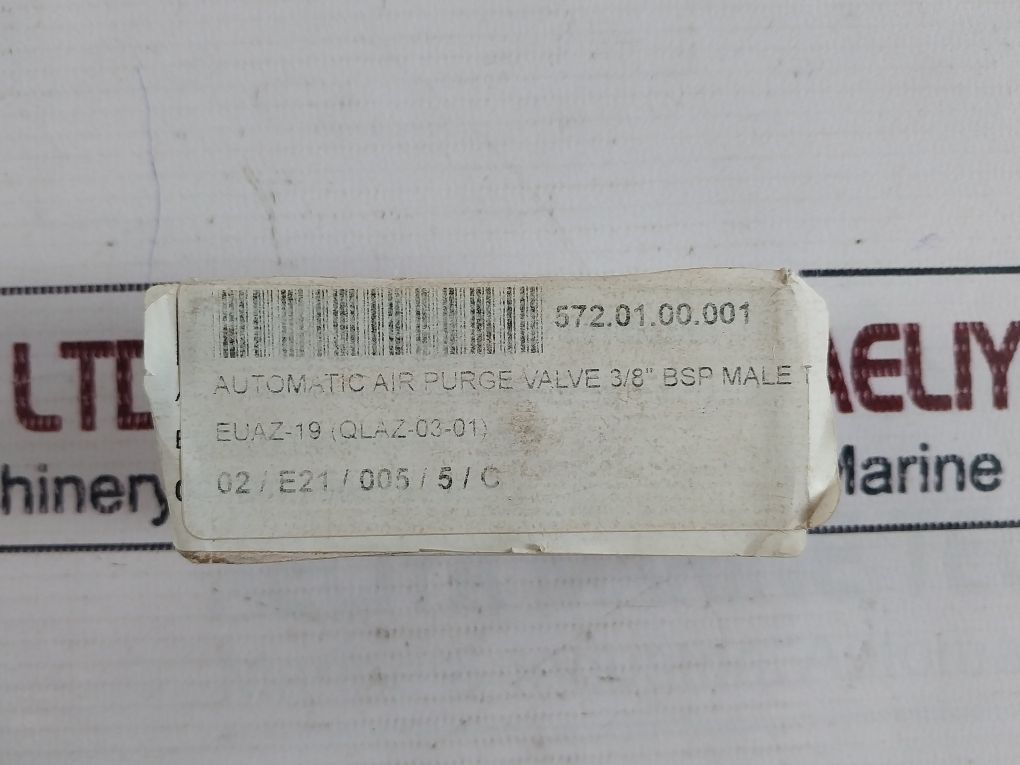 572.01.00.001
AUTOMATIC AIR PURGE VALVE 3/8" BSP MALE T
EUAZ-19 (QLAZ-03-01)
02 / E21 / 005 / 5 / C
LTD
AELIY
hinery
Marine